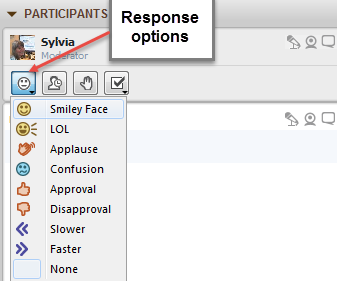 PARTICIPANTS
Response
options
Sylvia
Moderator
Smiley Face
LOL
Applause
Confusion
Approval
Disapproval
Slower
Faster
None